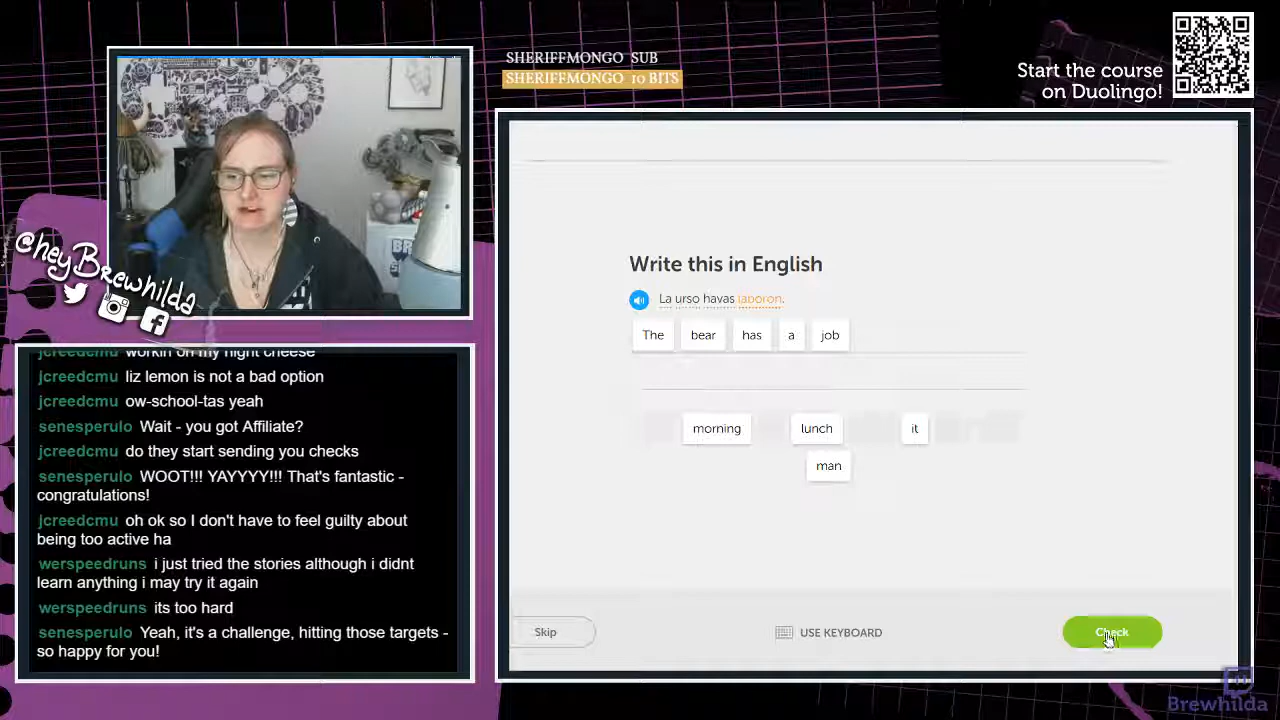 SHERIFFMONGO SUB
SHERIFFMONGO 10 BITS
Start the course
on Duolingo!
@heyBrewhilda
jcreedcmu workin on my night cheese
jcreedcmu liz lemon is not a bad option
jcreedcmu ow-school-tas yeah
senesperulo Wait - you got Affiliate?
jcreedcmu do they start sending you checks
senesperulo WOOT!!! YAYYYY!!! That's fantastic -
congratulations!
jcreedcmu oh ok so I don't have to feel guilty about
being too active ha
werspeedruns i just tried the stories although i didnt
learn anything i may try it again
werspeedruns its too hard
senesperulo Yeah, it's a challenge, hitting those targets -
so happy for you!
Write this in English
La urso havas laboron.
The bear has a job
morning lunch it
man
Skip
USE KEYBOARD
Check
Brewhilda